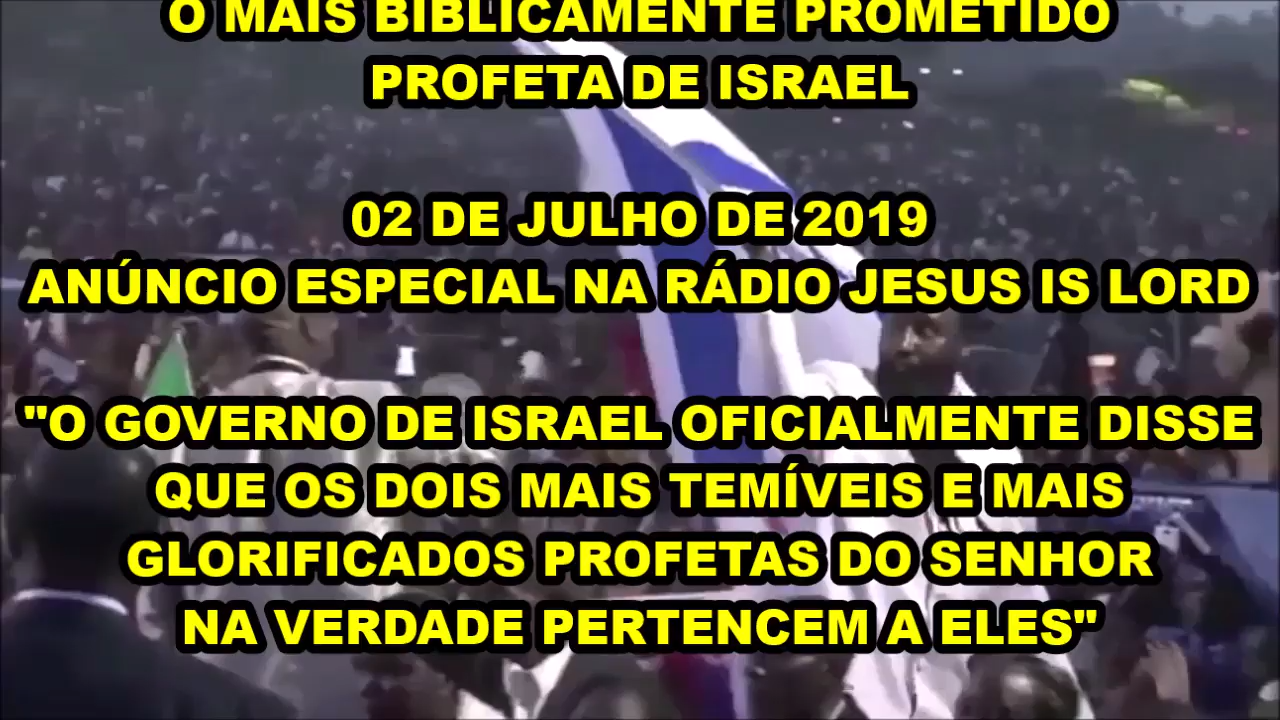 O MAIS BIBLICAMENTE PROMETIDO
PROFETA DE ISRAEL
02 DE JULHO DE 2019
ANÚNCIO ESPECIAL NA RÁDIO JESUS IS LORD
"O GOVERNO DE ISRAEL OFICIALMENTE DISSE
QUE OS DOIS MAIS TEMÍVEIS E MAIS
GLORIFICADOS PROFETAS DO SENHOR
NA VERDADE PERTENCEM A ELES"